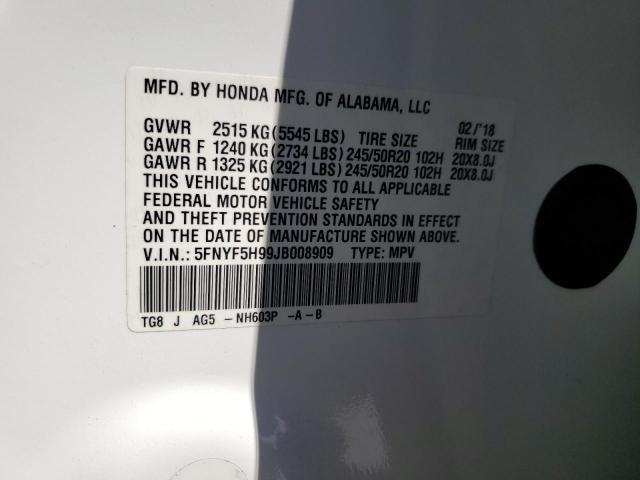 MFD. BY HONDA MFG. OF ALABAMA, LLC
02/'18
GVWR 2515 KG(5545 LBS) TIRE SIZE RIM SIZE
GAWR F 1240 KG(2734 LBS)245/50R20 102H 20X8.0J
GAWR R 1325 KG(2921 LBS)245/50R20 102H 20X8.0J
THIS VEHICLE CONFORMS TO ALL APPLICABLE
FEDERAL MOTOR VEHICLE SAFETY
AND THEFT PREVENTION STANDARDS IN EFFECT
ON THE DATE OF MANUFACTURE SHOWN ABOVE.
V.I.N.: 5FNYF5H99JB008909 TYPE: MPV
TG8 J AG5 -NH603P -A-B